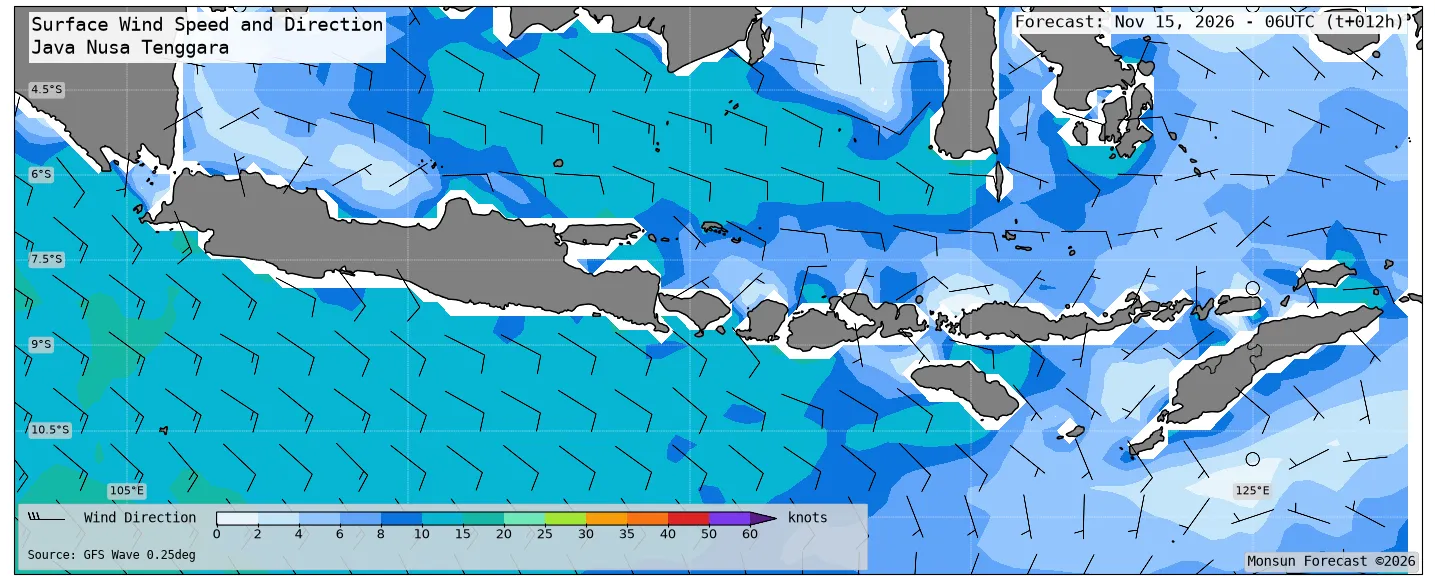 Surface Wind Speed and Direction
Java Nusa Tenggara
Forecast: Nov 15, 2026 - 06UTC (t+012h)
4.5°S
6°S
7.5°S
9°S
10.5°S
105°E
125°E
Wind Direction
0 2 4 6 8 10 15 20 25 30 35 40 50 60
knots
Source: GFS Wave 0.25deg
Monsun Forecast ©2026